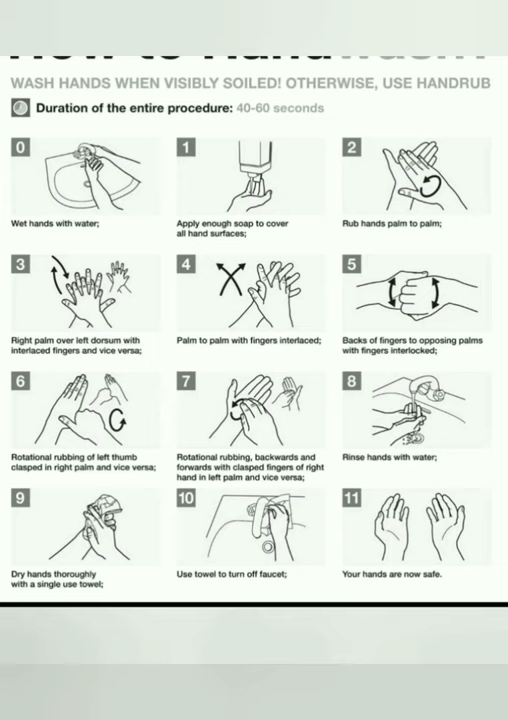 How to Handwash?
WASH HANDS WHEN VISIBLY SOILED! OTHERWISE, USE HANDRUB
Duration of the entire procedure: 40-60 seconds
0
Wet hands with water;
1
Apply enough soap to cover
all hand surfaces;
2
Rub hands palm to palm;
3
Right palm over left dorsum with
interlaced fingers and vice versa;
4
Palm to palm with fingers interlaced;
5
Backs of fingers to opposing palms
with fingers interlocked;
6
Rotational rubbing of left thumb
clasped in right palm and vice versa;
7
Rotational rubbing, backwards and
forwards with clasped fingers of right
hand in left palm and vice versa;
8
Rinse hands with water;
9
Dry hands thoroughly
with a single use towel;
10
Use towel to turn off faucet;
11
Your hands are now safe.